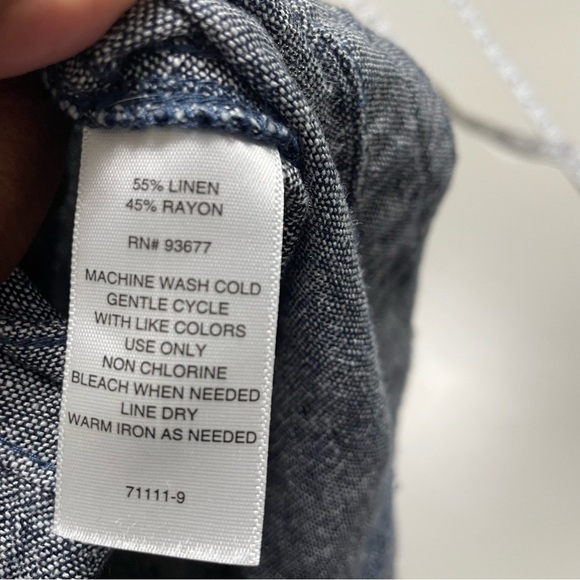 55% LINEN
45% RAYON
RN# 93677
MACHINE WASH COLD
GENTLE CYCLE
WITH LIKE COLORS
USE ONLY
NON CHLORINE
BLEACH WHEN NEEDED
LINE DRY
WARM IRON AS NEEDED
71111-9